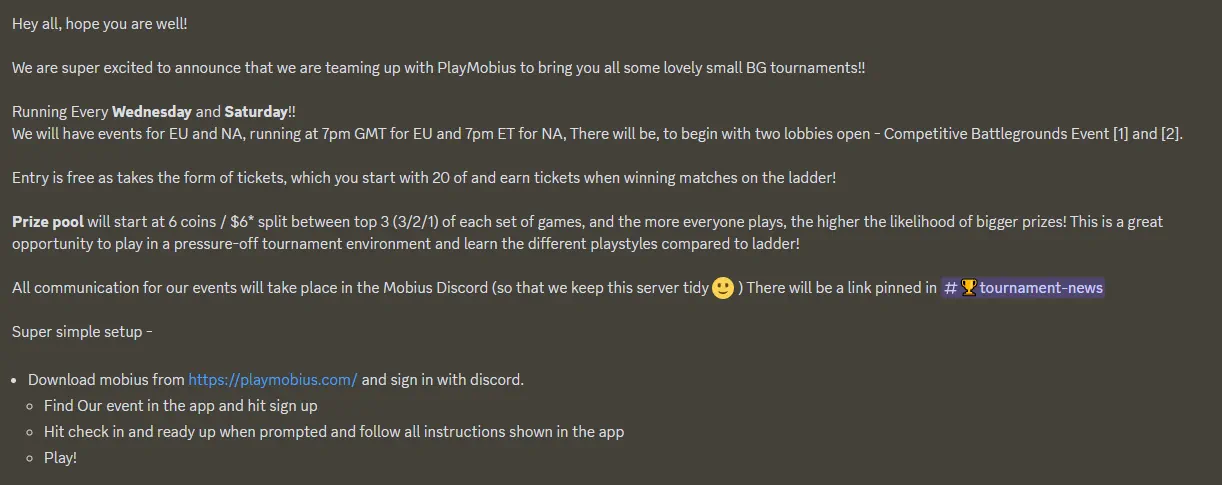 Hey all, hope you are well!
We are super excited to announce that we are teaming up with PlayMobius to bring you all some lovely small BG tournaments!!
Running Every Wednesday and Saturday!!
We will have events for EU and NA, running at 7pm GMT for EU and 7pm ET for NA, There will be, to begin with two lobbies open - Competitive Battlegrounds Event [1] and [2].
Entry is free as takes the form of tickets, which you start with 20 of and earn tickets when winning matches on the ladder!
Prize pool will start at 6 coins / $6* split between top 3 (3/2/1) of each set of games, and the more everyone plays, the higher the likelihood of bigger prizes! This is a great
opportunity to play in a pressure-off tournament environment and learn the different playstyles compared to ladder!
All communication for our events will take place in the Mobius Discord (so that we keep this server tidy 🙂 ) There will be a link pinned in #🏆tournament-news
Super simple setup -
• Download mobius from https://playmobius.com/ and sign in with discord.
◦ Find Our event in the app and hit sign up
◦ Hit check in and ready up when prompted and follow all instructions shown in the app
◦ Play!